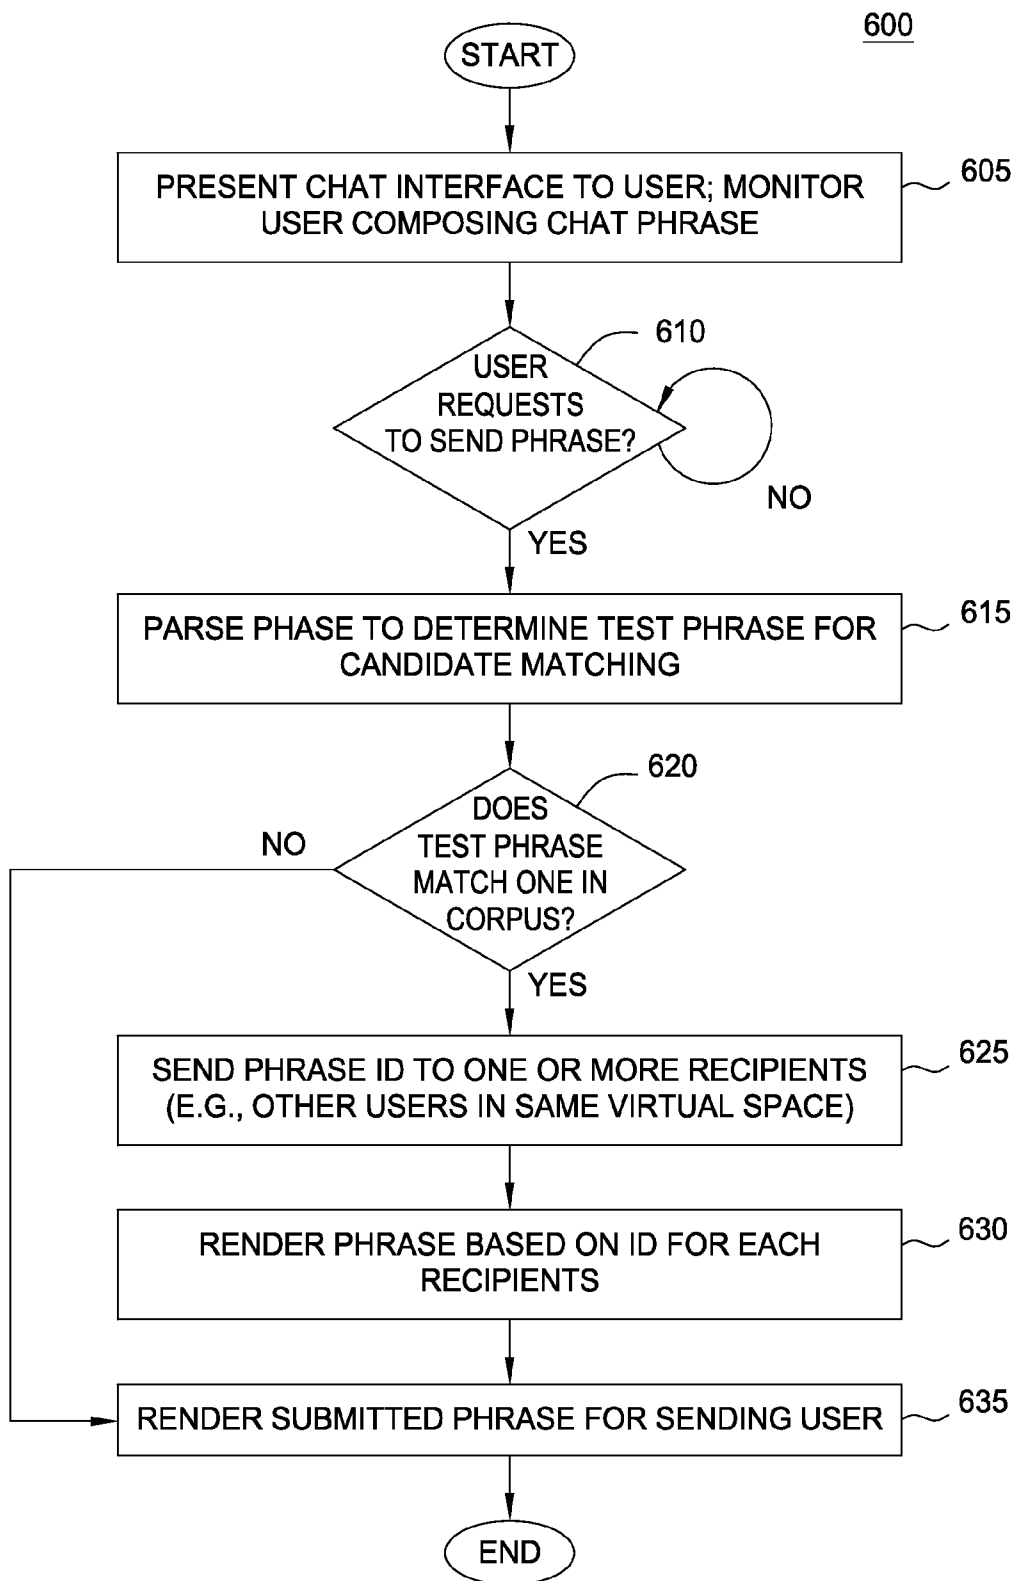 600
START
PRESENT CHAT INTERFACE TO USER; MONITOR
USER COMPOSING CHAT PHRASE
605
610
USER
REQUESTS
TO SEND PHRASE?
NO
YES
PARSE PHASE TO DETERMINE TEST PHRASE FOR
CANDIDATE MATCHING
615
620
DOES
TEST PHRASE
MATCH ONE IN
CORPUS?
NO
YES
SEND PHRASE ID TO ONE OR MORE RECIPIENTS
(E.G., OTHER USERS IN SAME VIRTUAL SPACE)
625
RENDER PHRASE BASED ON ID FOR EACH
RECIPIENTS
630
RENDER SUBMITTED PHRASE FOR SENDING USER
635
END